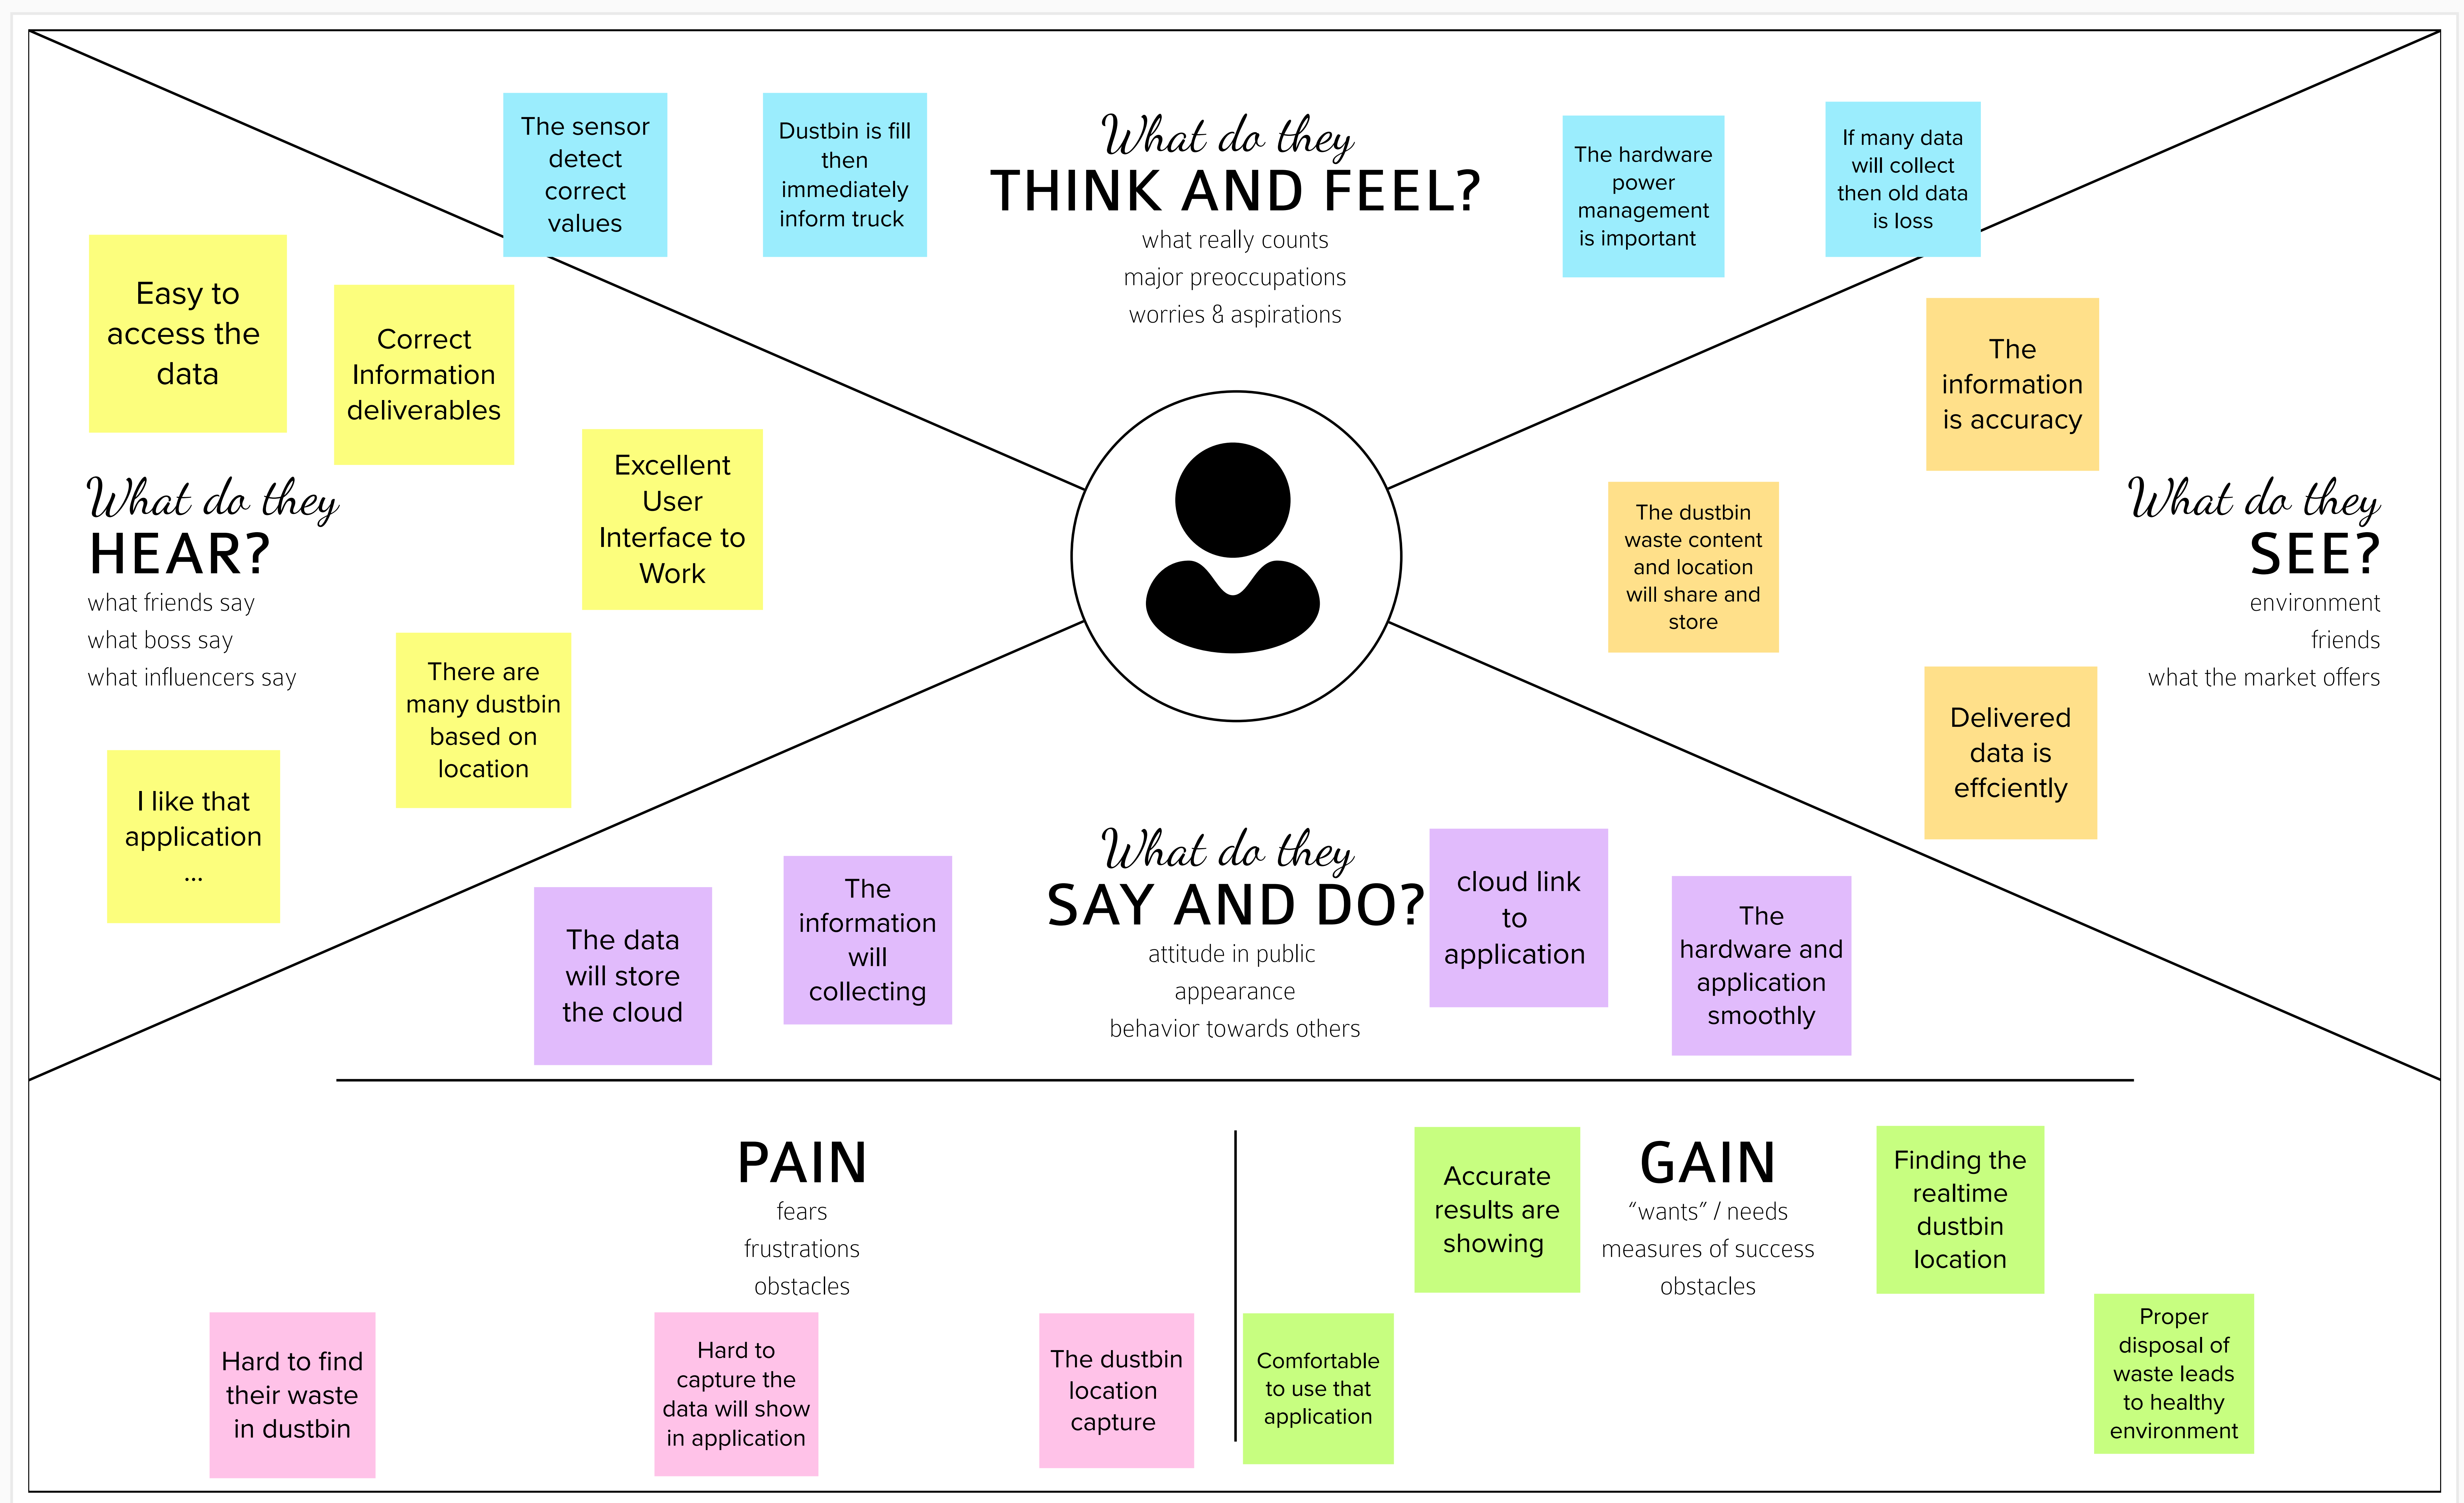 What do they
THINK AND FEEL?
what really counts
major preoccupations
worries & aspirations
The sensor
detect
correct
values
Dustbin is fill
then
immediately
inform truck
The hardware
power
management
is important
If many data
will collect
then old data
is loss
What do they
HEAR?
what friends say
what boss say
what influencers say
Easy to
access the
data
Correct
Information
deliverables
Excellent
User
Interface to
Work
There are
many dustbin
based on
location
I like that
application
...
What do they
SEE?
environment
friends
what the market offers
The
information
is accuracy
The dustbin
waste content
and location
will share and
store
Delivered
data is
effciently
What do they
SAY AND DO?
attitude in public
appearance
behavior towards others
The data
will store
the cloud
The
information
will
collecting
cloud link
to
application
The
hardware and
application
smoothly
PAIN
fears
frustrations
obstacles
Hard to find
their waste
in dustbin
Hard to
capture the
data will show
in application
The dustbin
location
capture
GAIN
“wants” / needs
measures of success
obstacles
Accurate
results are
showing
Finding the
realtime
dustbin
location
Comfortable
to use that
application
Proper
disposal of
waste leads
to healthy
environment